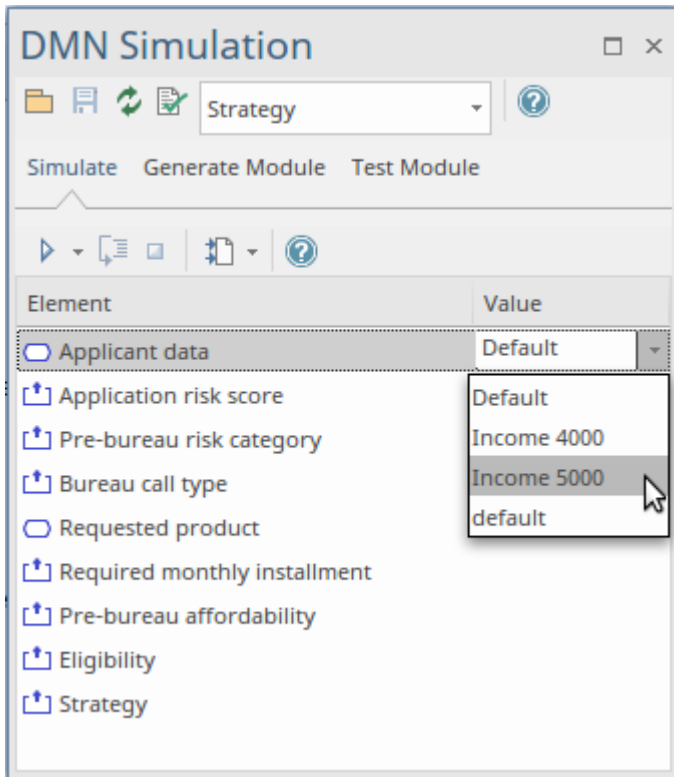 DMN Simulation
Strategy
Simulate Generate Module Test Module
Element Value
Applicant data Default
Application risk score Default
Pre-bureau risk category Income 4000
Bureau call type Income 5000
Requested product default
Required monthly installment
Pre-bureau affordability
Eligibility
Strategy